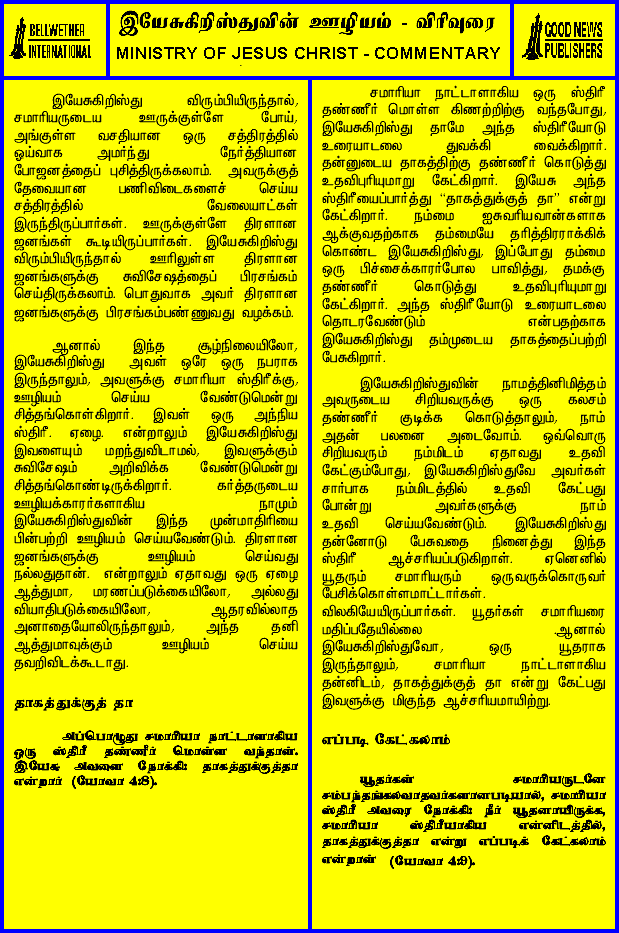 BELLWETHER
INTERNATIONAL
இயேசுகிறிஸ்துவின் ஊழியம் - விரிவுரை
MINISTRY OF JESUS CHRIST - COMMENTARY
GOOD NEWS
PUBLISHERS
இயேசுகிறிஸ்து விரும்பியிருந்தால்,
சமாரியருடைய ஊருக்குள்ளே போய்,
அங்குள்ள வசதியான ஒரு சத்திரத்தில்
ஓய்வாக அமர்ந்து நேர்த்தியான
போஜனத்தைப் புசித்திருக்கலாம். அவருக்குத்
தேவையான பணிவிடைகளைச் செய்ய
சத்திரத்தில் வேலையாட்கள்
இருந்திருப்பார்கள். ஊருக்குள்ளே திரளான
ஜனங்கள் கூடியிருப்பார்கள். இயேசுகிறிஸ்து
விரும்பியிருந்தால் ஊரிலுள்ள திரளான
ஜனங்களுக்கு சுவிசேஷத்தைப் பிரசங்கம்
செய்திருக்கலாம். பொதுவாக அவர் திரளான
ஜனங்களுக்கு பிரசங்கம்பண்ணுவது வழக்கம்.
ஆனால் இந்த சூழ்நிலையிலோ,
இயேசுகிறிஸ்து அவள் ஒரே ஒரு நபராக
இருந்தாலும், அவளுக்கு சமாரியா ஸ்திரீக்கு,
ஊழியம் செய்ய வேண்டுமென்று
சித்தங்கொள்கிறார். இவள் ஒரு அந்நிய
ஸ்திரீ. ஏழை. என்றாலும் இயேசுகிறிஸ்து
இவளையும் மறந்துவிடாமல், இவளுக்கும்
சுவிசேஷம் அறிவிக்க வேண்டுமென்று
சித்தங்கொண்டிருக்கிறார். கர்த்தருடைய
ஊழியக்காரர்களாகிய நாமும்
இயேசுகிறிஸ்துவின் இந்த முன்மாதிரியை
பின்பற்றி ஊழியம் செய்யவேண்டும். திரளான
ஜனங்களுக்கு ஊழியம் செய்வது
நல்லதுதான். என்றாலும் ஏதாவது ஒரு ஏழை
ஆத்துமா, மரணப்படுக்கையிலோ, அல்லது
வியாதிபடுக்கையிலோ, ஆதரவில்லாத
அனாதையோலிருந்தாலும், அந்த தனி
ஆத்துமாவுக்கும் ஊழியம் செய்ய
தவறிவிடக்கூடாது.
தாகத்துக்குத் தா
அப்பொழுது சமாரியா நாட்டாளாகிய
ஒரு ஸ்திரீ தண்ணீர் மொள்ள வந்தாள்.
இயேசு அவளை நோக்கி: தாகத்துக்குத்தா
என்றார் (யோவா 4:8).
சமாரியா நாட்டாளாகிய ஒரு ஸ்திரீ
தண்ணீர் மொள்ள கிணற்றிற்கு வந்தபோது,
இயேசுகிறிஸ்து தாமே அந்த ஸ்திரீயோடு
உரையாடலை துவக்கி வைக்கிறார்.
தன்னுடைய தாகத்திற்கு தண்ணீர் கொடுத்து
உதவிபுரியுமாறு கேட்கிறார். இயேசு அந்த
ஸ்திரீயைப்பார்த்து “தாகத்துக்குத் தா” என்று
கேட்கிறார். நம்மை ஐசுவரியவான்களாக
ஆக்குவதற்காக தம்மையே தரித்திரராக்கிக்
கொண்ட இயேசுகிறிஸ்து, இப்போது தம்மை
ஒரு பிச்சைக்காரர்போல பாவித்து, தமக்கு
தண்ணீர் கொடுத்து உதவிபுரியுமாறு
கேட்கிறார். அந்த ஸ்திரீயோடு உரையாடலை
தொடரவேண்டும் என்பதற்காக
இயேசுகிறிஸ்து தம்முடைய தாகத்தைப்பற்றி
பேசுகிறார்.
இயேசுகிறிஸ்துவின் நாமத்தினிமித்தம்
அவருடைய சிறியவருக்கு ஒரு கலசம்
தண்ணீர் குடிக்க கொடுத்தாலும், நாம்
அதன் பலனை அடைவோம். ஒவ்வொரு
சிறியவரும் நம்மிடம் ஏதாவது உதவி
கேட்கும்போது, இயேசுகிறிஸ்துவே அவர்கள்
சார்பாக நம்மிடத்தில் உதவி கேட்பது
போன்று அவர்களுக்கு நாம்
உதவி செய்யவேண்டும். இயேசுகிறிஸ்து
தன்னோடு பேசுவதை நினைத்து இந்த
ஸ்திரீ ஆச்சரியப்படுகிறாள். ஏனெனில்
யூதரும் சமாரியரும் ஒருவருக்கொருவர்
பேசிக்கொள்ளமாட்டார்கள்.
விலகியேயிருப்பார்கள். யூதர்கள் சமாரியரை
மதிப்பதேயில்லை ஆனால்
இயேசுகிறிஸ்துவோ, ஒரு யூதராக
இருந்தாலும், சமாரியா நாட்டாளாகிய
தன்னிடம், தாகத்துக்குத் தா என்று கேட்பது
இவளுக்கு மிகுந்த ஆச்சரியமாயிற்று.
எப்படி கேட்கலாம்
யூதர்கள் சமாரியருடனே
சம்பந்தங்கலவாதவர்களானபடியால், சமாரியா
ஸ்திரீ அவரை நோக்கி: நீர் யூதனாயிருக்க,
சமாரியா ஸ்திரீயாகிய என்னிடத்தில்,
தாகத்துக்குத்தா என்று எப்படிக் கேட்கலாம்
என்றாள் (யோவா 4:9).